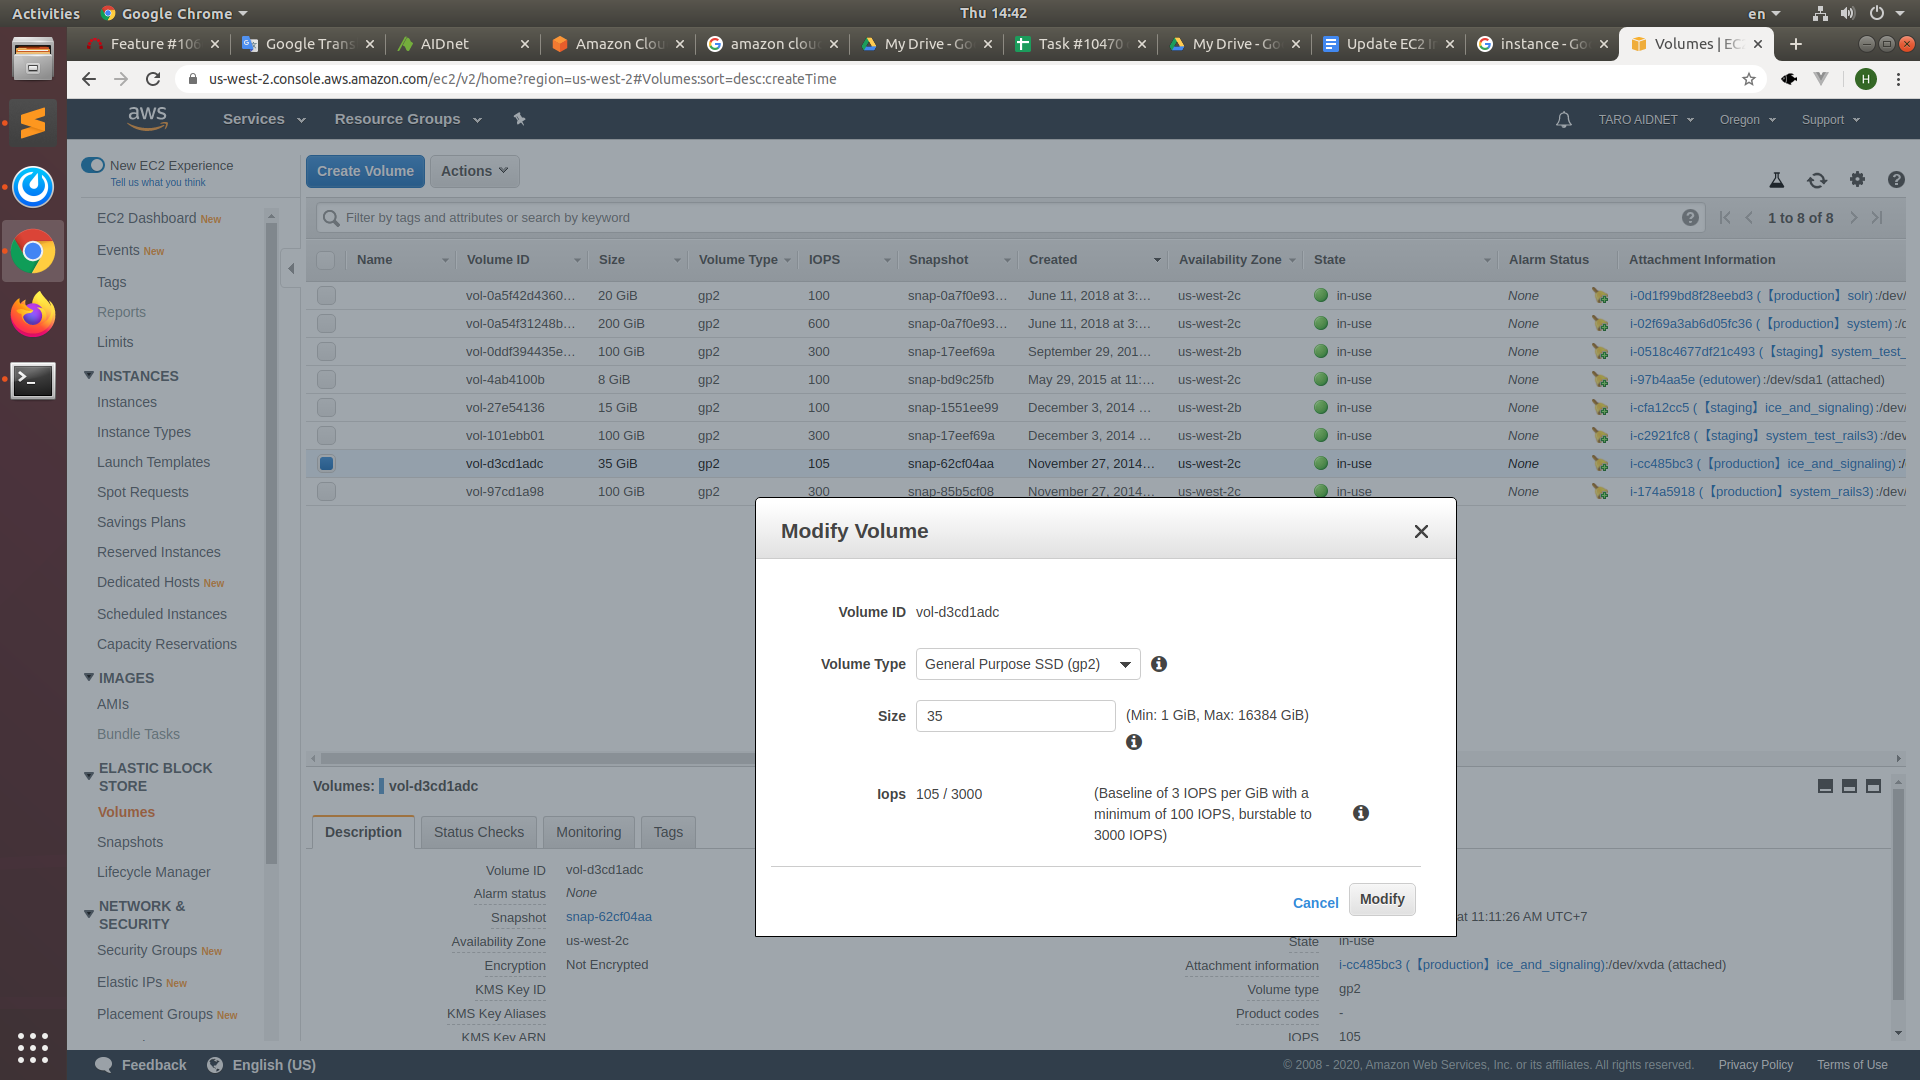 Activities Google Chrome Thu 14:42 en
Feature #106 Google Trans AIDnet Amazon Clou amazon clou My Drive - Go Task #10470 My Drive - Go Update EC2 I instance - Go Volumes | EC
us-west-2.console.aws.amazon.com/ec2/v2/home?region=us-west-2#Volumes:sort=desc:createTime H
aws Services Resource Groups TARO AIDNET Oregon Support
New EC2 Experience
Tell us what you think
EC2 Dashboard New
Events New
Tags
Reports
Limits
INSTANCES
Instances
Instance Types
Launch Templates
Spot Requests
Savings Plans
Reserved Instances
Dedicated Hosts New
Scheduled Instances
Capacity Reservations
IMAGES
AMIs
Bundle Tasks
ELASTIC BLOCK
STORE
Volumes
Snapshots
Lifecycle Manager
NETWORK &
SECURITY
Security Groups New
Elastic IPs New
Placement Groups New
Create Volume Actions
Filter by tags and attributes or search by keyword 1 to 8 of 8
Name Volume ID Size Volume Type IOPS Snapshot Created Availability Zone State Alarm Status Attachment Information
vol-0a5f42d4360... 20 GiB gp2 100 snap-0a7f0e93... June 11, 2018 at 3:... us-west-2c in-use None i-0d1f99bd8f28eebd3 (【production】solr):/dev/
vol-0a54f31248b... 200 GiB gp2 600 snap-0a7f0e93... June 11, 2018 at 3:... us-west-2c in-use None i-02f69a3ab6d05fc36 (【production】system):/d
vol-0ddf394435e... 100 GiB gp2 300 snap-17eef69a September 29, 201... us-west-2b in-use None i-0518c4677df21c493 (【staging】system_test_
vol-4ab4100b 8 GiB gp2 100 snap-bd9c25fb May 29, 2015 at 11:... us-west-2c in-use None i-97b4aa5e (edutower):/dev/sda1 (attached)
vol-27e54136 15 GiB gp2 100 snap-1551ee99 December 3, 2014 ... us-west-2b in-use None i-cfa12cc5 (【staging】ice_and_signaling):/dev/
vol-101ebb01 100 GiB gp2 300 snap-17eef69a December 3, 2014 ... us-west-2b in-use None i-c2921fc8 (【staging】system_test_rails3):/dev
vol-d3cd1adc 35 GiB gp2 105 snap-62cf04aa November 27, 2014... us-west-2c in-use None i-cc485bc3 (【production】ice_and_signaling):/
vol-97cd1a98 100 GiB gp2 300 snap-85b5cf08 November 27, 2014... us-west-2c in-use None i-174a5918 (【production】system_rails3):/dev/
Modify Volume
Volume ID vol-d3cd1adc
Volume Type General Purpose SSD (gp2)
Size 35 (Min: 1 GiB, Max: 16384 GiB)
Iops 105 / 3000 (Baseline of 3 IOPS per GiB with a
minimum of 100 IOPS, burstable to
3000 IOPS)
Cancel Modify
Volumes: vol-d3cd1adc
Description Status Checks Monitoring Tags
Volume ID vol-d3cd1adc
Alarm status None
Snapshot snap-62cf04aa
Availability Zone us-west-2c
Encryption Not Encrypted
KMS Key ID
KMS Key Aliases
KMS Key ARN
at 11:11:26 AM UTC+7
State in-use
Attachment information i-cc485bc3 (【production】ice_and_signaling):/dev/xvda (attached)
Volume type gp2
Product codes -
IOPS 105
Feedback English (US) © 2008 - 2020, Amazon Web Services, Inc. or its affiliates. All rights reserved. Privacy Policy Terms of Use